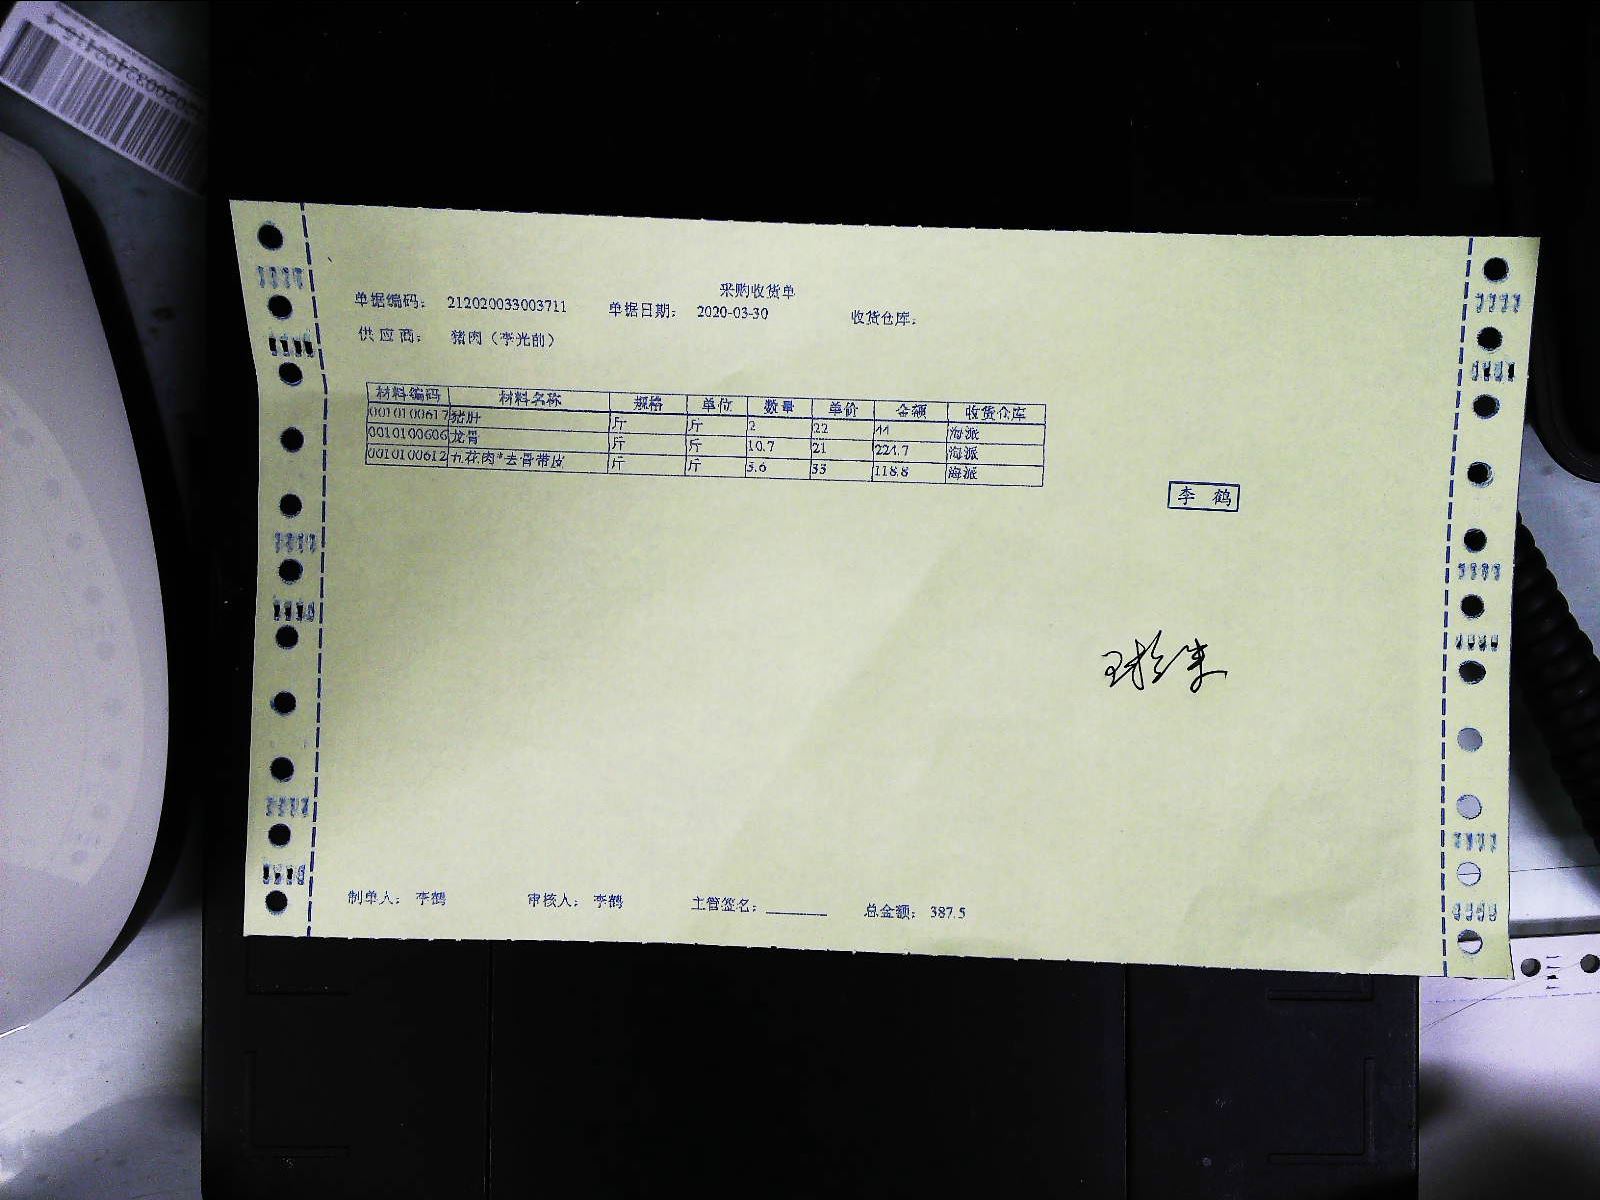 采购收货单
单据编码： 212020033003711 单据日期： 2020-03-30 收货仓库：
供应商： 猪肉（李光前）
材料编码 材料名称 规格 单位 数量 单价 金额 收货仓库
0010100617 猪肚 斤 斤 2 22 44 海派
0010100606 龙骨 斤 斤 10.7 21 224.7 海派
0010100612 五花肉*去骨带皮 斤 斤 3.6 33 118.8 海派
李 鹤
制单人： 李鹤 审核人： 李鹤 主管签名：______ 总金额： 387.5